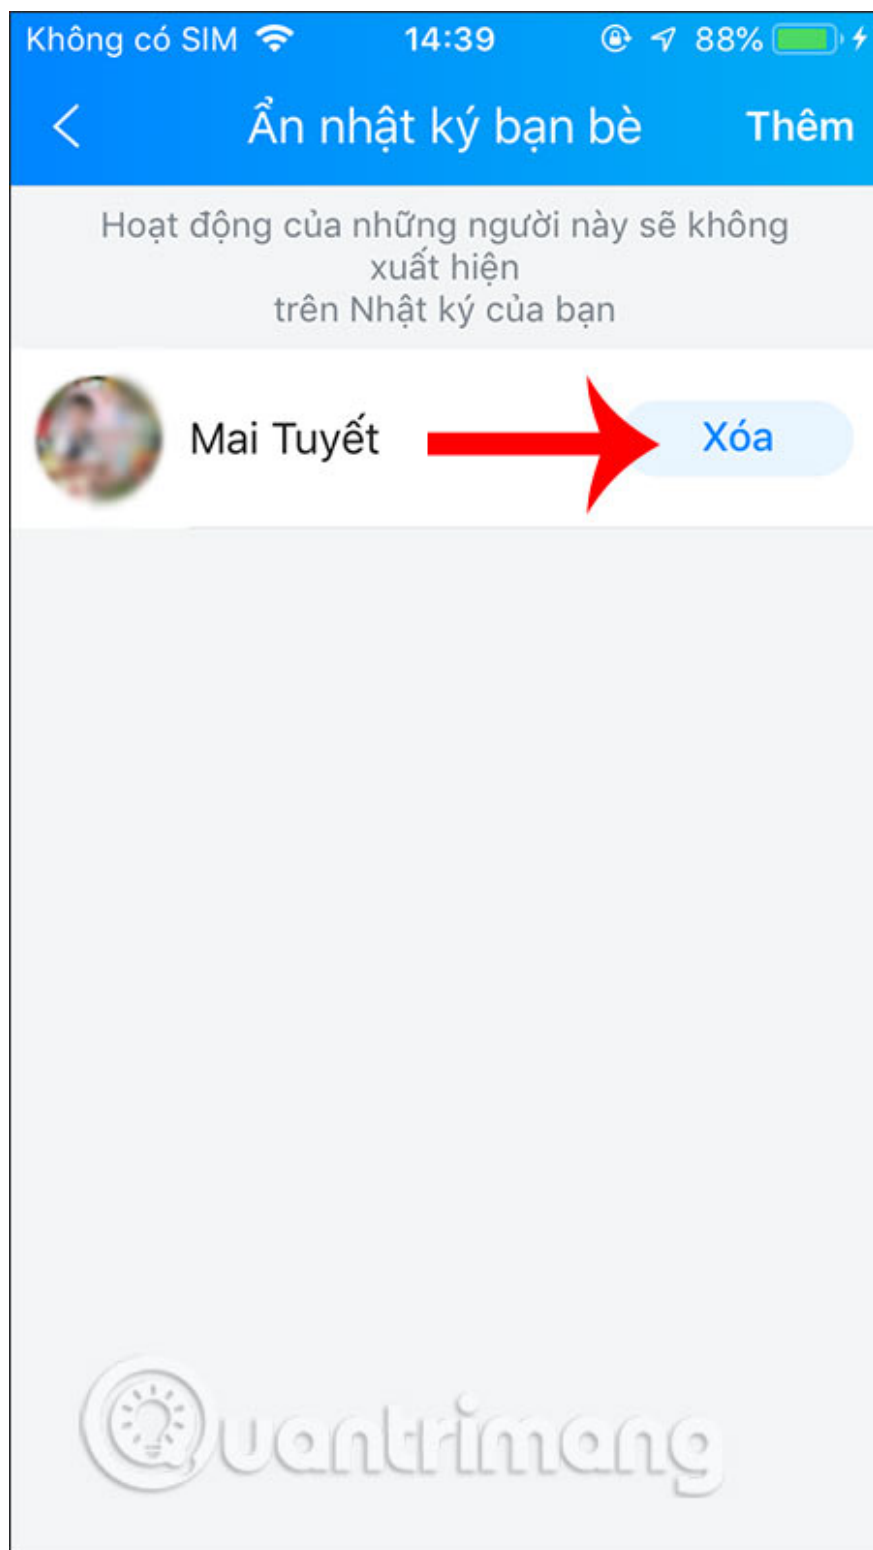 Không có SIM 14:39 88%
Ẩn nhật ký bạn bè Thêm
Hoạt động của những người này sẽ không
xuất hiện
trên Nhật ký của bạn
Mai Tuyết Xóa
Quantrimang